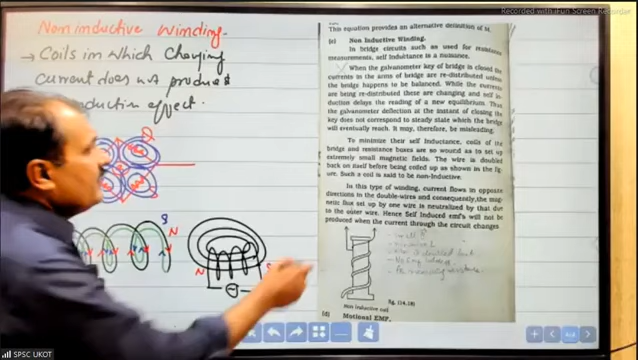 Recorded with iFun Screen Recorder
Non inductive Winding.
→ Coils in which Changing
Current does not produce
induction effect.
S
N
N
This equation provides an alternative definition of M.
(c) Non Inductive Winding.
In bridge circuits such as used for resistance
measurements, self inductance is a nuisance.
When the galvanometer key of bridge is closed the
currents in the arms of bridge are re-distributed unless
the bridge happens to be balanced. While the currents
are being re-distributed these are changing and self in-
duction delays the reading of a new equilibrium. Thus
the galvanometer deflection at the instant of closing the
key does not correspond to steady state which the bridge
will eventually reach. It may, therefore, be misleading.
To minimize their self Inductance, coils of the
bridge and resistance boxes are so wound as to set up
extremely small magnetic fields. The wire is doubled
back on itself before being coiled up as shown in the fig-
ure. Such a coil is said to be non-inductive.
In this type of winding, current flows in opposite
directions in the double-wires and consequently, the mag-
netic flux set up by one wire is neutralized by that due
to the outer wire. Hence Self Induced emf's will not be
produced when the current through the circuit changes
Non Inductive coil
fig. (14.18)
(d) Motional EMF.
SPSC UKOT